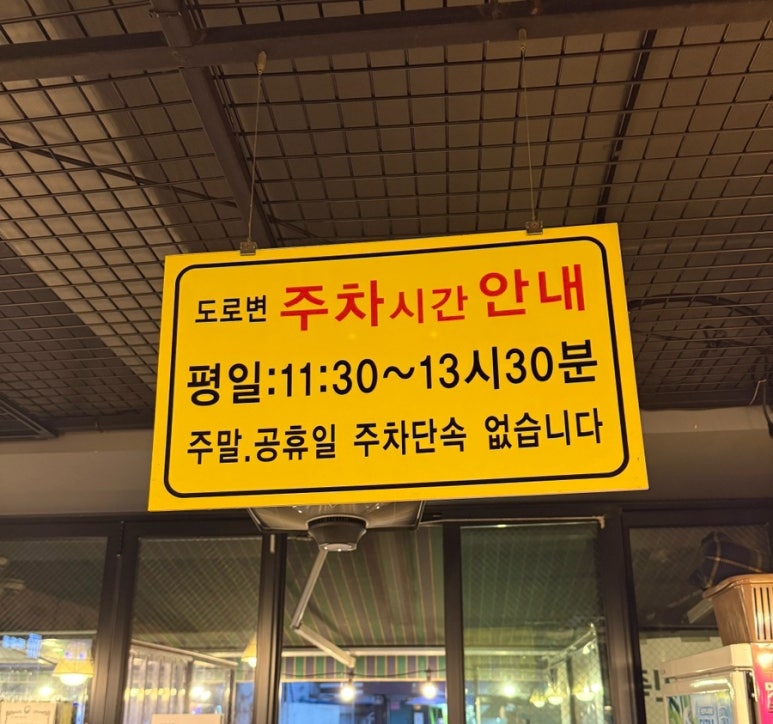 도로변 주차시간 안내
평일:11:30~13시30분
주말.공휴일 주차단속 없습니다